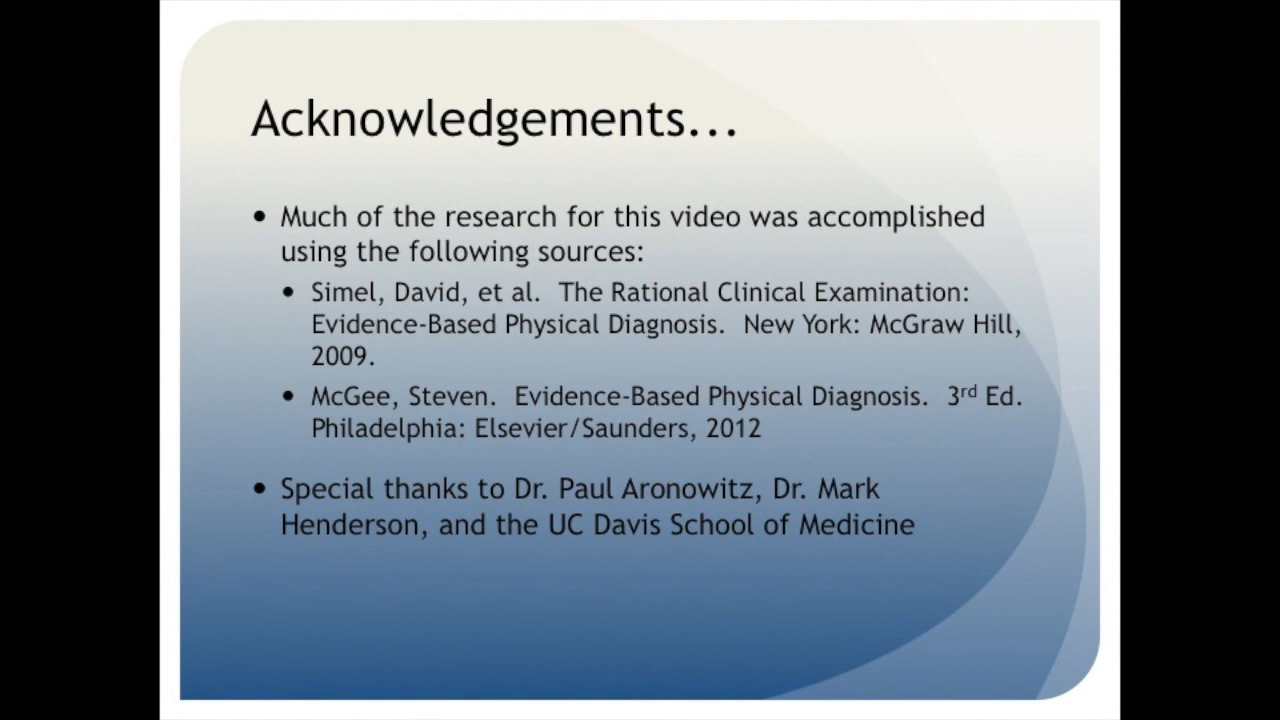 Acknowledgements...
• Much of the research for this video was accomplished
using the following sources:
• Simel, David, et al.  The Rational Clinical Examination:
Evidence-Based Physical Diagnosis.  New York: McGraw Hill,
2009.
• McGee, Steven.  Evidence-Based Physical Diagnosis.  3rd Ed.
Philadelphia: Elsevier/Saunders, 2012
• Special thanks to Dr. Paul Aronowitz, Dr. Mark
Henderson, and the UC Davis School of Medicine